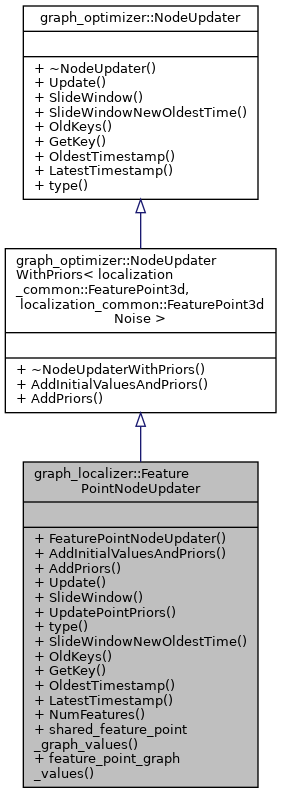 graph_optimizer::NodeUpdater
+ ~NodeUpdater()
+ Update()
+ SlideWindow()
+ SlideWindowNewOldestTime()
+ OldKeys()
+ GetKey()
+ OldestTimestamp()
+ LatestTimestamp()
+ type()
graph_optimizer::NodeUpdater
WithPriors< localization
_common::FeaturePoint3d,
localization_common::FeaturePoint3d
Noise >
+ ~NodeUpdaterWithPriors()
+ AddInitialValuesAndPriors()
+ AddPriors()
graph_localizer::Feature
PointNodeUpdater
+ FeaturePointNodeUpdater()
+ AddInitialValuesAndPriors()
+ AddPriors()
+ Update()
+ SlideWindow()
+ UpdatePointPriors()
+ type()
+ SlideWindowNewOldestTime()
+ OldKeys()
+ GetKey()
+ OldestTimestamp()
+ LatestTimestamp()
+ NumFeatures()
+ shared_feature_point
_graph_values()
+ feature_point_graph
_values()